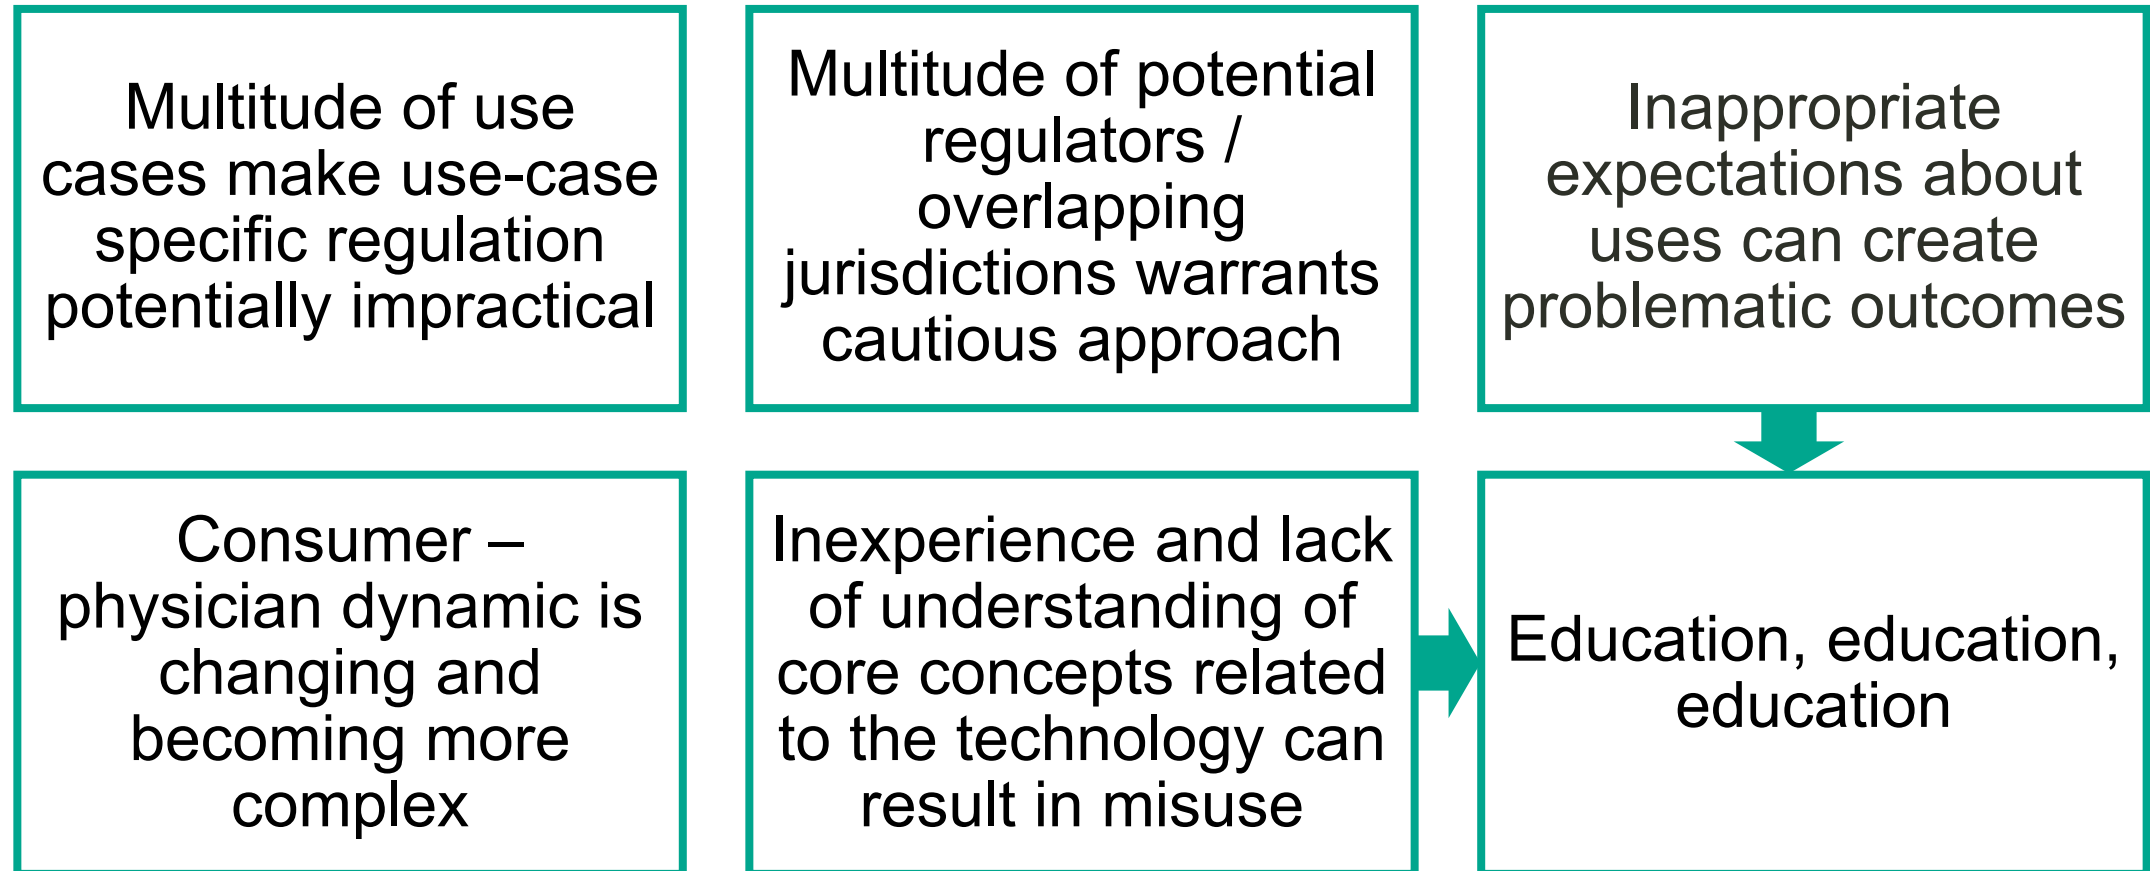 Multitude of use
cases make use-case
specific regulation
potentially impractical
Multitude of potential
regulators /
overlapping
jurisdictions warrants
cautious approach
Inappropriate
expectations about
uses can create
problematic outcomes
Consumer –
physician dynamic is
changing and
becoming more
complex
Inexperience and lack
of understanding of
core concepts related
to the technology can
result in misuse
Education, education,
education